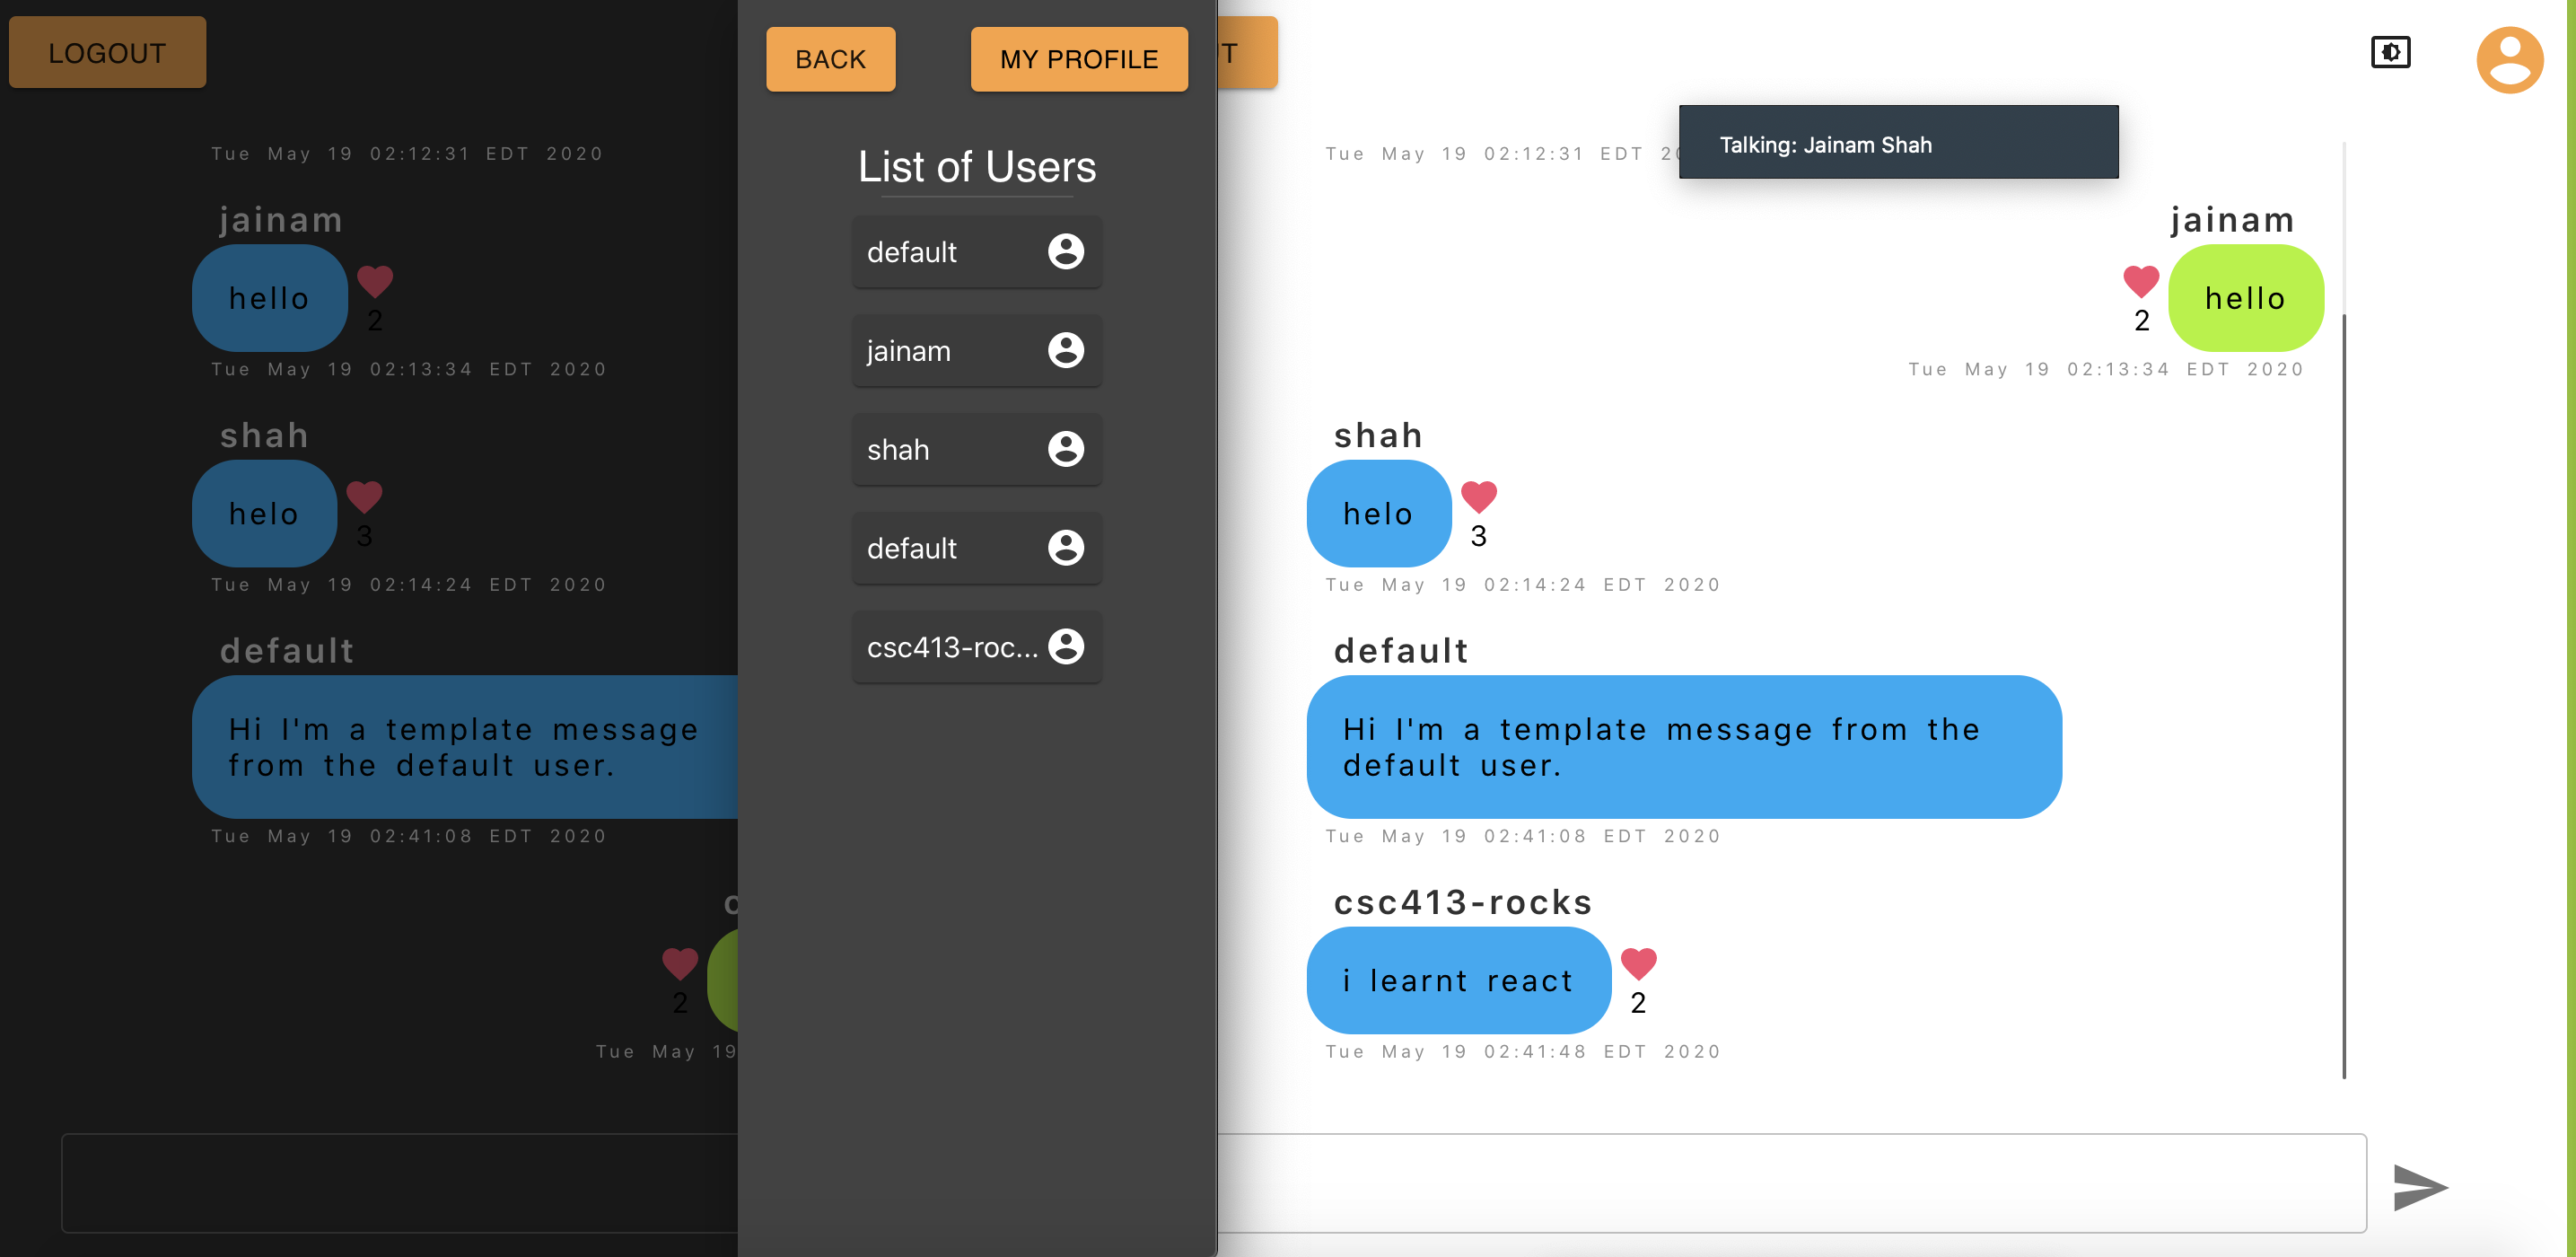 LOGOUT
Tue May 19 02:12:31 EDT 2020
jainam
hello
2
Tue May 19 02:13:34 EDT 2020
shah
helo
3
Tue May 19 02:14:24 EDT 2020
default
Hi I'm a template message
from the default user.
Tue May 19 02:41:08 EDT 2020
2
Tue May 19
BACK
MY PROFILE
List of Users
default
jainam
shah
default
csc413-roc...
Talking: Jainam Shah
Tue May 19 02:12:31 EDT
jainam
hello
2
Tue May 19 02:13:34 EDT 2020
shah
helo
3
Tue May 19 02:14:24 EDT 2020
default
Hi I'm a template message from the
default user.
Tue May 19 02:41:08 EDT 2020
csc413-rocks
i learnt react
2
Tue May 19 02:41:48 EDT 2020